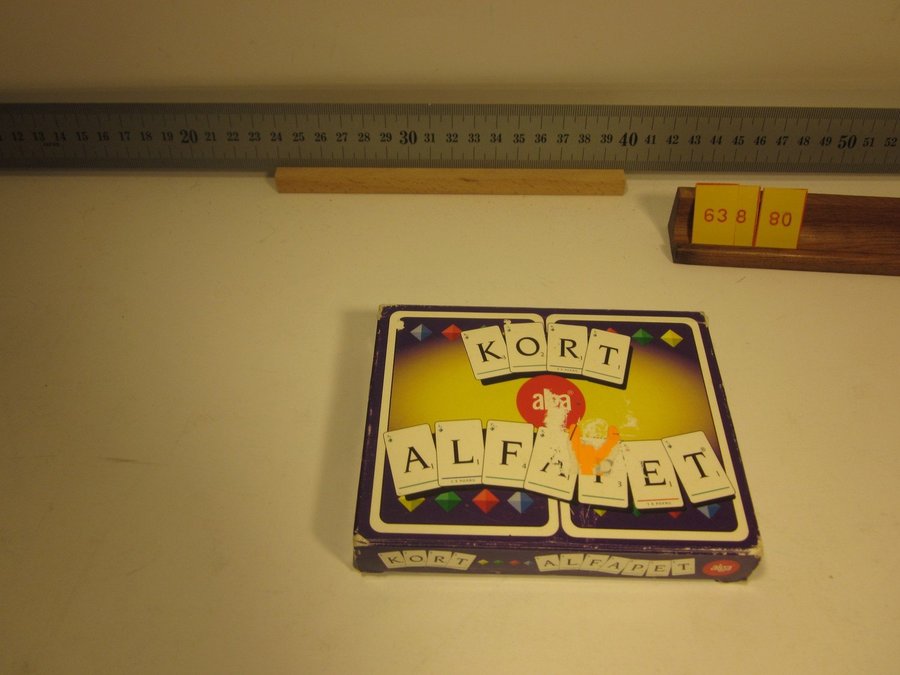 12 13 14 15 16 17 18 19 20 21 22 23 24 25 26 27 28 29 30 31 32 33 34 35 36 37 38 39 40 41 42 43 44 45 46 47 48 49 50 51 52
63 8 80
KORT
alga
ALFAPET
KORT ALFAPET alga